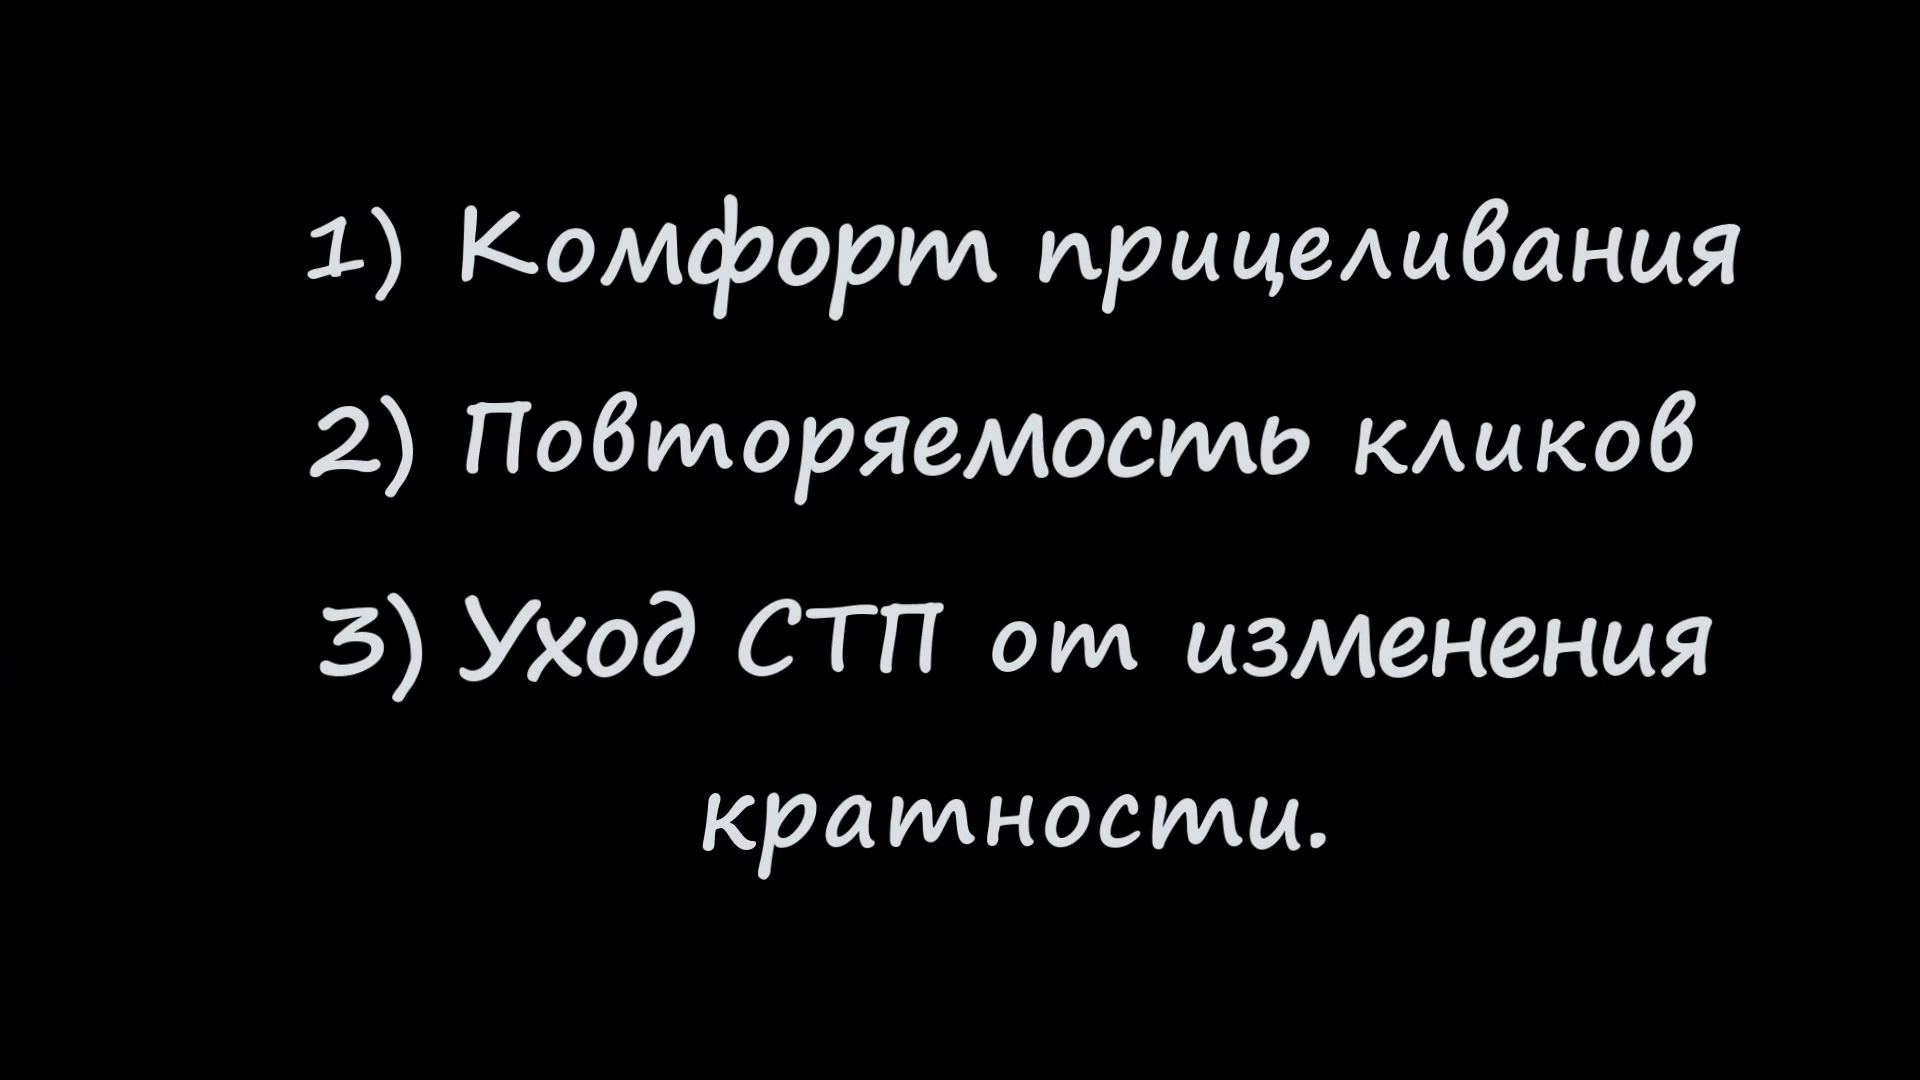 1) Комфорт прицеливания
2) Повторяемость кликов
3) Уход СТП от изменения
кратности.